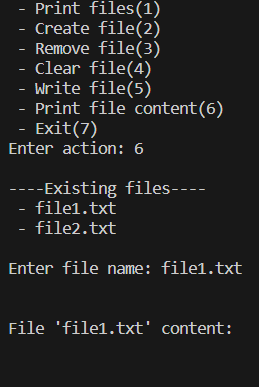 - Print files(1)
- Create file(2)
- Remove file(3)
- Clear file(4)
- Write file(5)
- Print file content(6)
- Exit(7)
Enter action: 6
----Existing files----
- file1.txt
- file2.txt
Enter file name: file1.txt
File 'file1.txt' content: